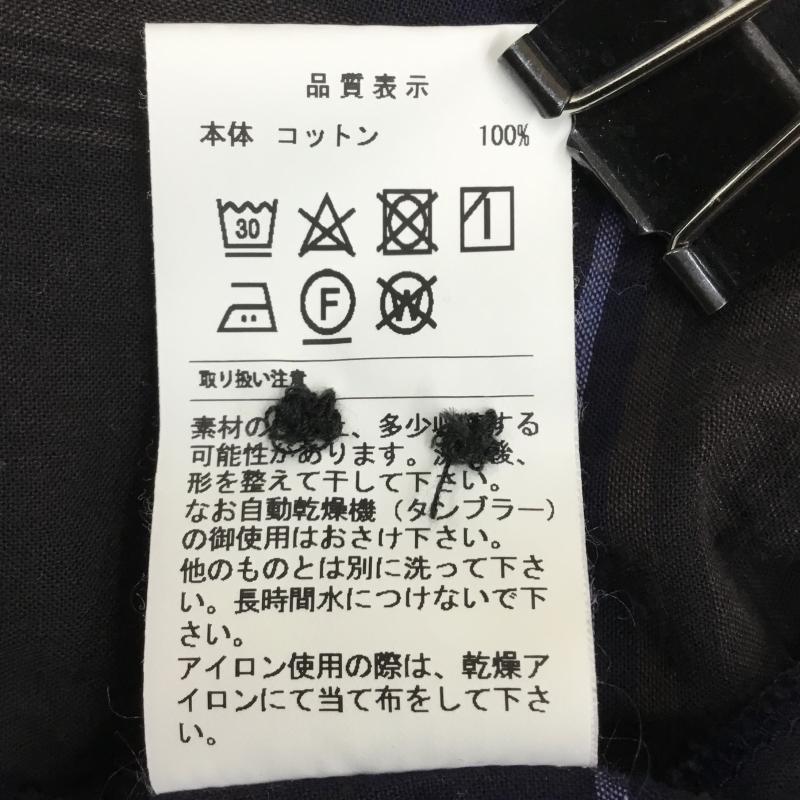 品質表示
本体 コットン 100%
30
F
W
取り扱い注意
素材の 、多少 する
可能性があります。 後、
形を整えて干して下さい。
なお自動乾燥機(タンブラー)
の御使用はおさけ下さい。
他のものとは別に洗って下さ
い。長時間水につけないで下
さい。
アイロン使用の際は、乾燥ア
イロンにて当て布をして下さ
い。